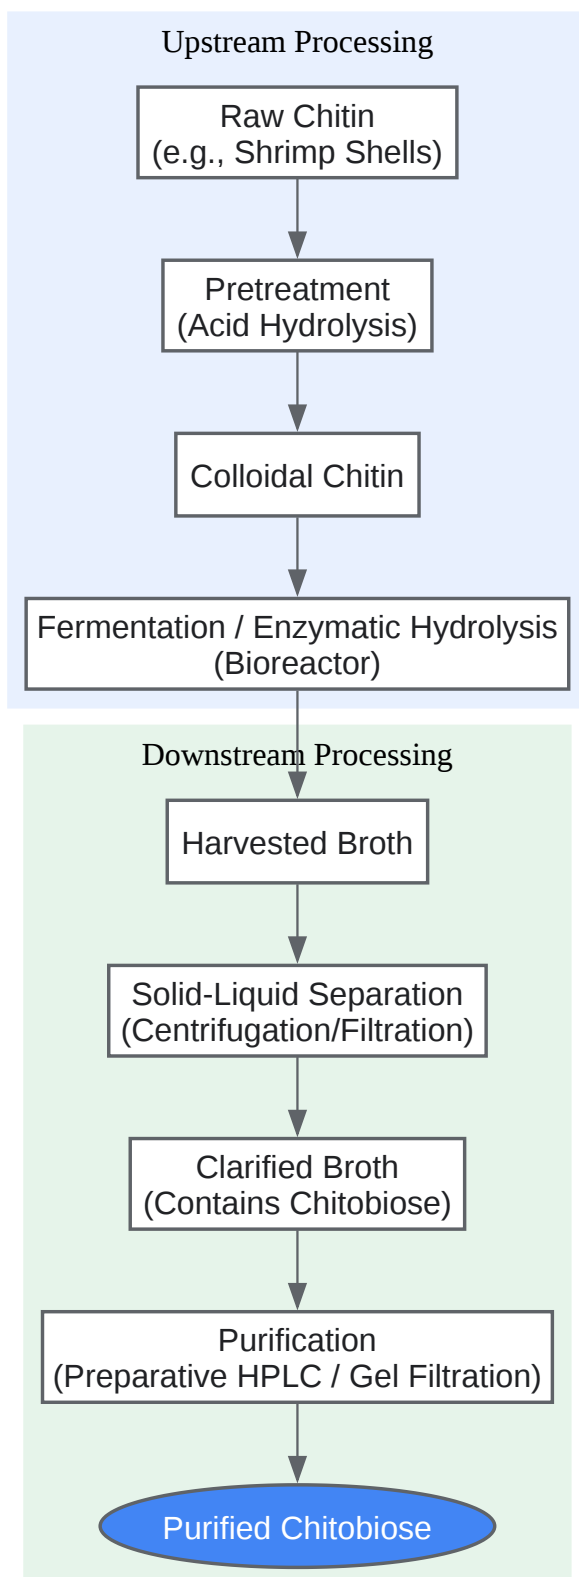 Upstream Processing
Raw Chitin
(e.g., Shrimp Shells)
Pretreatment
(Acid Hydrolysis)
Colloidal Chitin
Fermentation / Enzymatic Hydrolysis
(Bioreactor)
Downstream Processing
Harvested Broth
Solid-Liquid Separation
(Centrifugation/Filtration)
Clarified Broth
(Contains Chitobiose)
Purification
(Preparative HPLC / Gel Filtration)
Purified Chitobiose